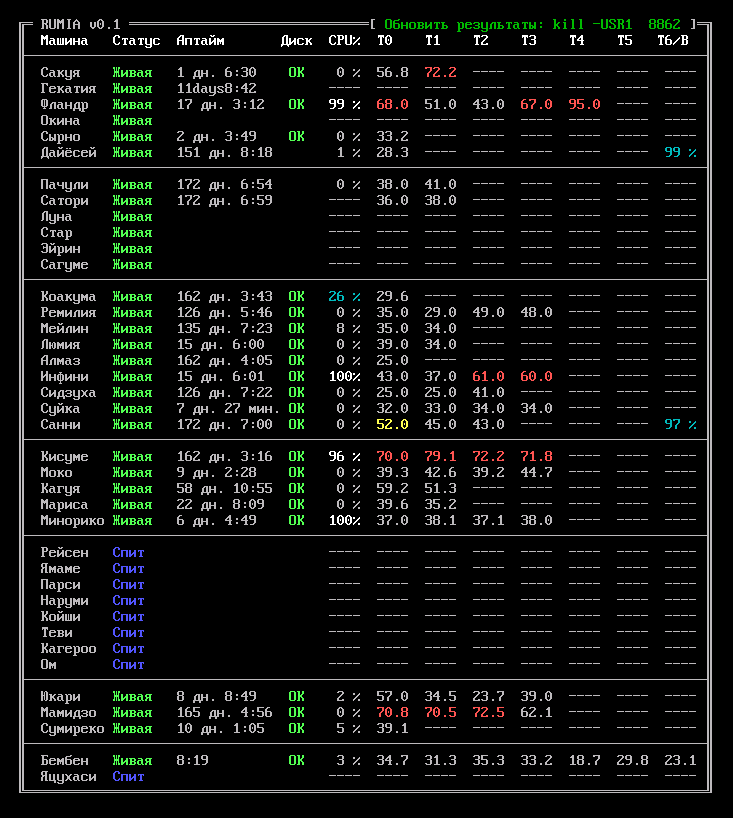 RUMIA v0.1 [ Обновить результаты: kill -USR1 8862 ]
Машина Статус Аптайм Диск CPU% T0 T1 T2 T3 T4 T5 T6/B
Сакуя Живая 1 дн. 6:30 OK 0 % 56.8 72.2 ---- ---- ---- ---- ----
Гекатия Живая 11days8:42 ---- ---- ---- ---- ---- ---- ---- ----
Фландр Живая 17 дн. 3:12 OK 99 % 68.0 51.0 43.0 67.0 95.0 ---- ----
Окина Живая ---- ---- ---- ---- ---- ---- ---- ----
Сырно Живая 2 дн. 3:49 OK 0 % 33.2 ---- ---- ---- ---- ---- ----
Дайёсей Живая 151 дн. 8:18 1 % 28.3 ---- ---- ---- ---- ---- 99 %
Пачули Живая 172 дн. 6:54 0 % 38.0 41.0 ---- ---- ---- ---- ----
Сатори Живая 172 дн. 6:59 ---- 36.0 38.0 ---- ---- ---- ---- ----
Луна Живая ---- ---- ---- ---- ---- ---- ---- ----
Стар Живая ---- ---- ---- ---- ---- ---- ---- ----
Эйрин Живая ---- ---- ---- ---- ---- ---- ---- ----
Сагуме Живая ---- ---- ---- ---- ---- ---- ---- ----
Коакума Живая 162 дн. 3:43 OK 26 % 29.6 ---- ---- ---- ---- ---- ----
Ремилия Живая 126 дн. 5:46 OK 0 % 35.0 29.0 49.0 48.0 ---- ---- ----
Мейлин Живая 135 дн. 7:23 OK 8 % 35.0 34.0 ---- ---- ---- ---- ----
Люмия Живая 15 дн. 6:00 OK 0 % 39.0 34.0 ---- ---- ---- ---- ----
Алмаз Живая 162 дн. 4:05 OK 0 % 25.0 ---- ---- ---- ---- ---- ----
Инфини Живая 15 дн. 6:01 OK 100% 43.0 37.0 61.0 60.0 ---- ---- ----
Сидзуха Живая 126 дн. 7:22 OK 0 % 25.0 25.0 41.0 ---- ---- ---- ----
Суйка Живая 7 дн. 27 мин. OK 0 % 32.0 33.0 34.0 34.0 ---- ---- ----
Санни Живая 172 дн. 7:00 OK 0 % 52.0 45.0 43.0 ---- ---- ---- 97 %
Кисуме Живая 162 дн. 3:16 OK 96 % 70.0 79.1 72.2 71.8 ---- ---- ----
Моко Живая 9 дн. 2:28 OK 0 % 39.3 42.6 39.2 44.7 ---- ---- ----
Кагуя Живая 58 дн. 10:55 OK 0 % 59.2 51.3 ---- ---- ---- ---- ----
Мариса Живая 22 дн. 8:09 OK 0 % 39.6 35.2 ---- ---- ---- ---- ----
Минорико Живая 6 дн. 4:49 OK 100% 37.0 38.1 37.1 38.0 ---- ---- ----
Рейсен Спит ---- ---- ---- ---- ---- ---- ---- ----
Ямаме Спит ---- ---- ---- ---- ---- ---- ---- ----
Парси Спит ---- ---- ---- ---- ---- ---- ---- ----
Наруми Спит ---- ---- ---- ---- ---- ---- ---- ----
Койши Спит ---- ---- ---- ---- ---- ---- ---- ----
Теви Спит ---- ---- ---- ---- ---- ---- ---- ----
Кагероо Спит ---- ---- ---- ---- ---- ---- ---- ----
Ом Спит ---- ---- ---- ---- ---- ---- ---- ----
Юкари Живая 8 дн. 8:49 OK 2 % 57.0 34.5 23.7 39.0 ---- ---- ----
Мамидзо Живая 165 дн. 4:56 OK 0 % 70.8 70.5 72.5 62.1 ---- ---- ----
Сумиреко Живая 10 дн. 1:05 OK 5 % 39.1 ---- ---- ---- ---- ---- ----
Бембен Живая 8:19 OK 3 % 34.7 31.3 35.3 33.2 18.7 29.8 23.1
Яцухаси Спит ---- ---- ---- ---- ---- ---- ---- ----